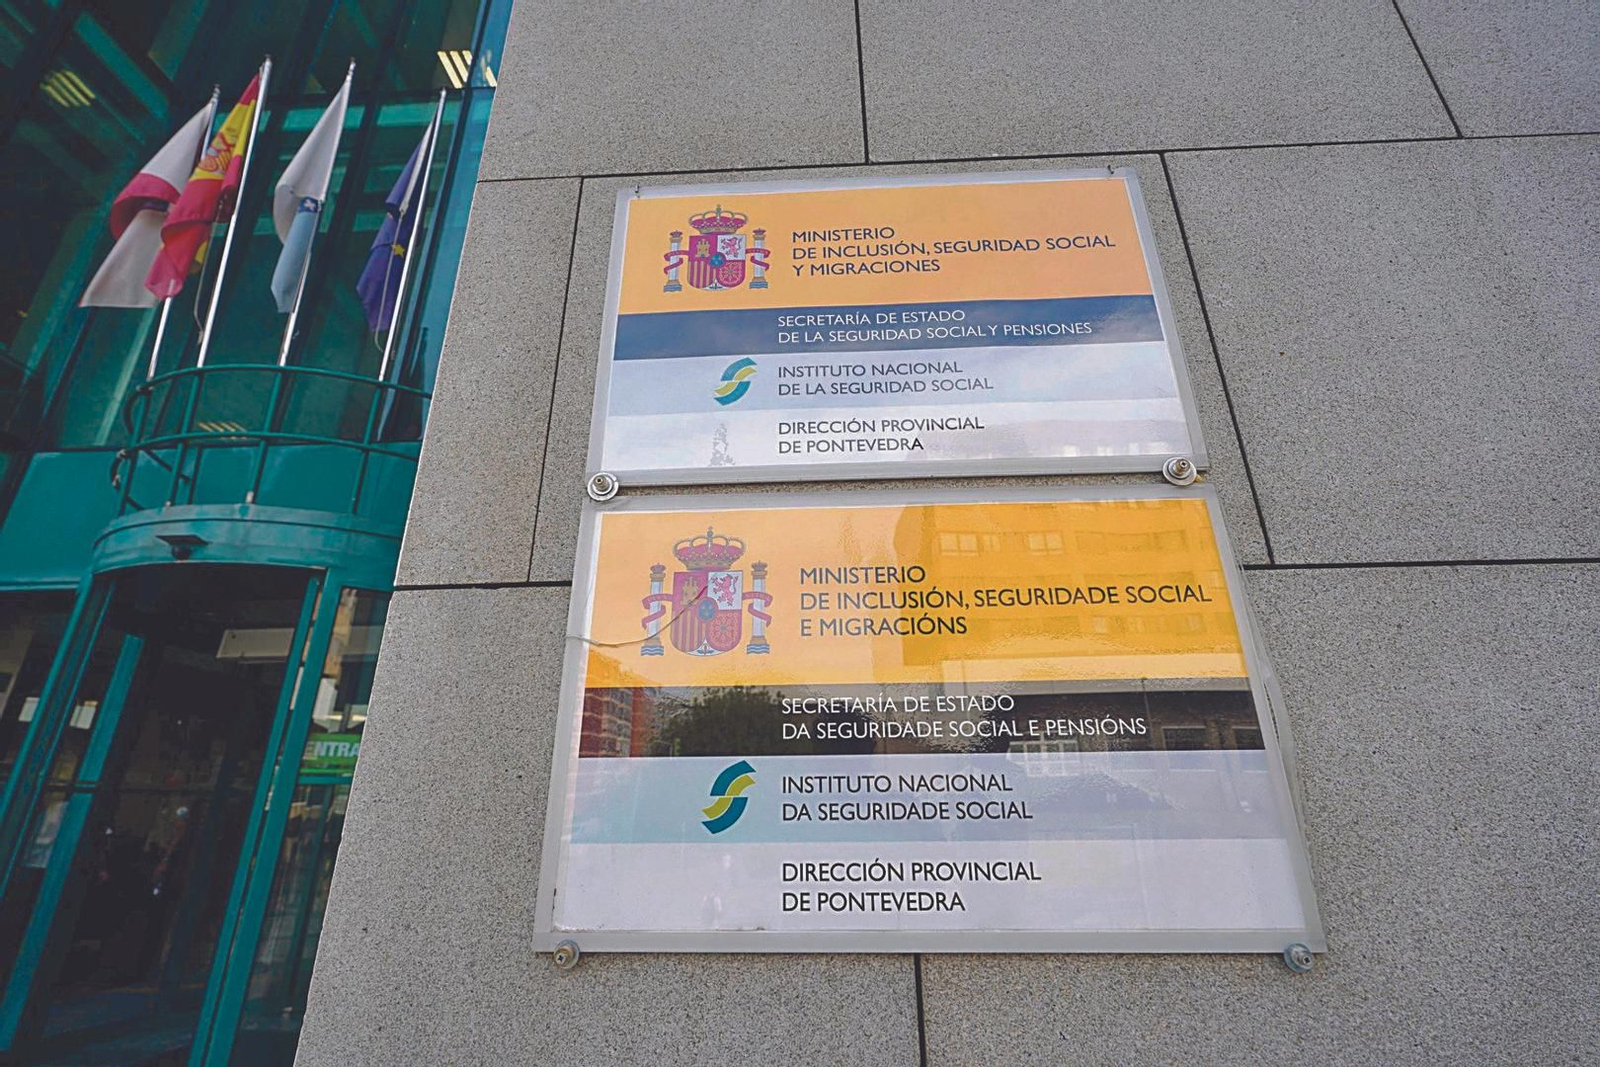 MINISTERIO
DE INCLUSIÓN, SEGURIDAD SOCIAL
Y MIGRACIONES
SECRETARÍA DE ESTADO
DE LA SEGURIDAD SOCIAL Y PENSIONES
INSTITUTO NACIONAL
DE LA SEGURIDAD SOCIAL
DIRECCIÓN PROVINCIAL
DE PONTEVEDRA
MINISTERIO
DE INCLUSIÓN, SEGURIDADE SOCIAL
E MIGRACIÓNS
SECRETARÍA DE ESTADO
DA SEGURIDADE SOCIAL E PENSIÓNS
INSTITUTO NACIONAL
DA SEGURIDADE SOCIAL
DIRECCIÓN PROVINCIAL
DE PONTEVEDRA
ENTRA